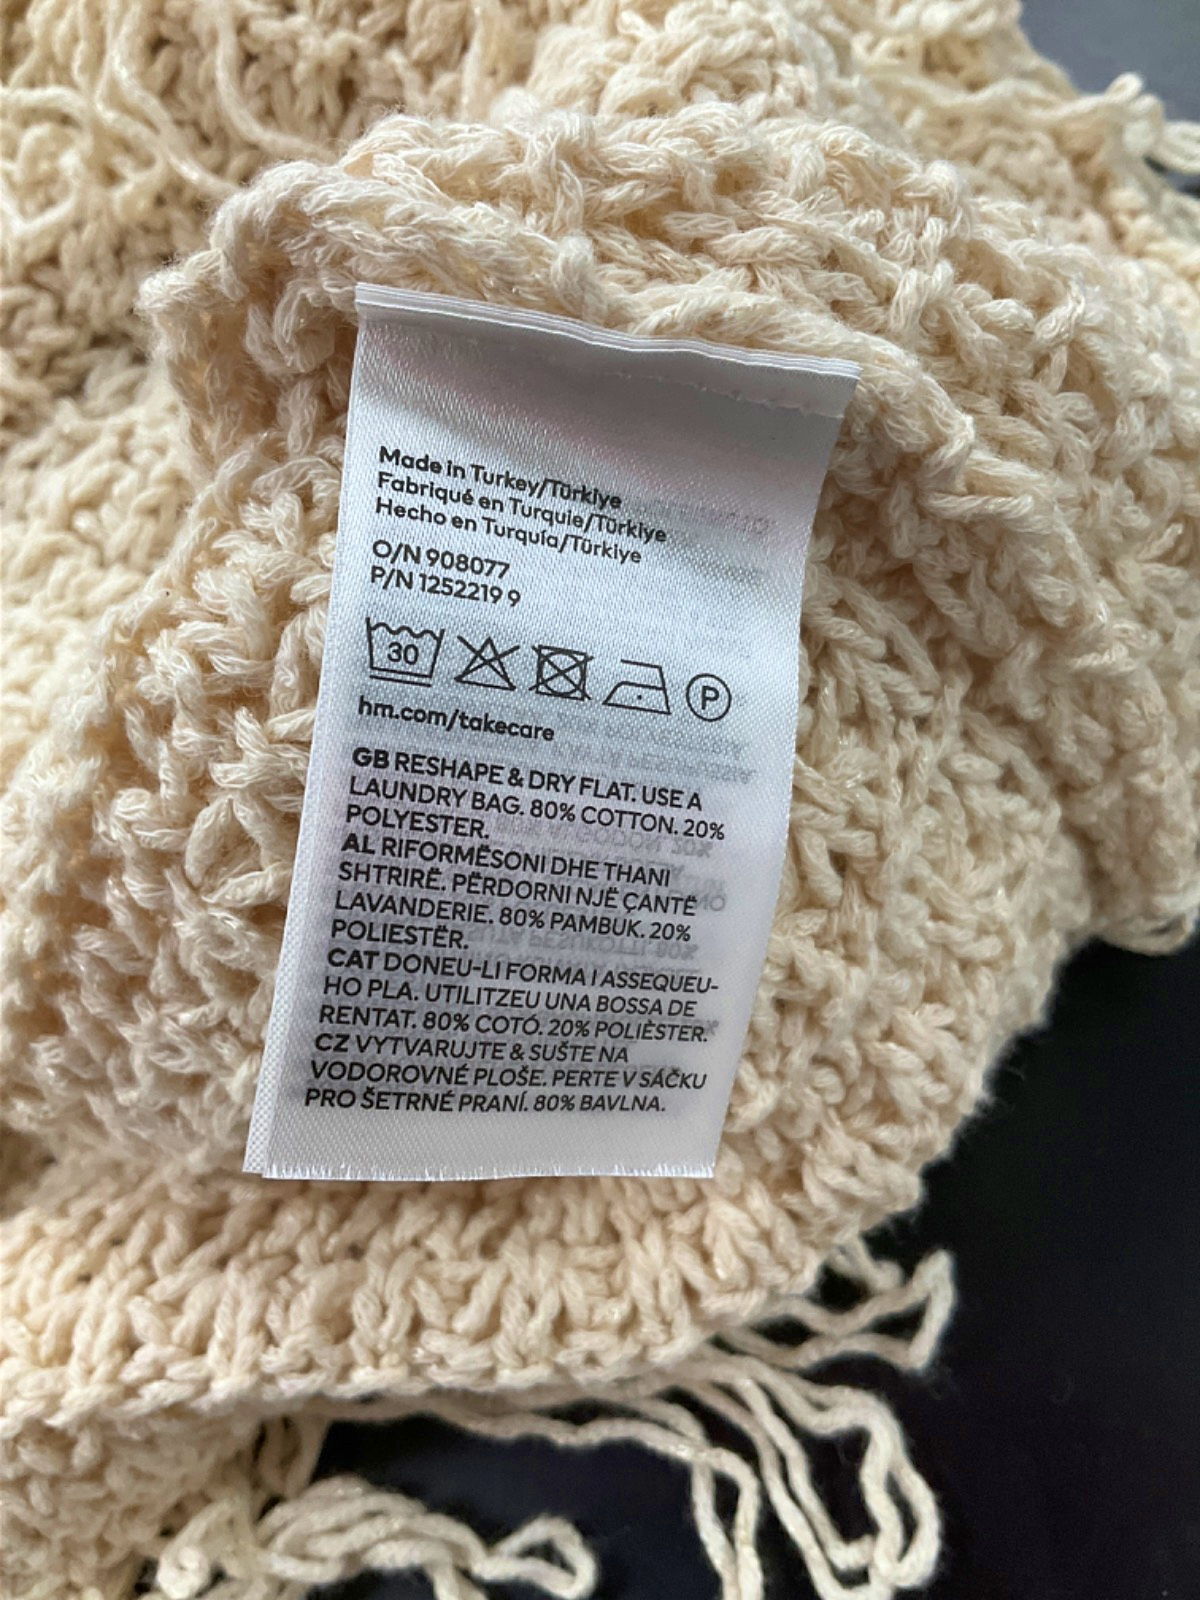 Made in Turkey/Türkiye
Fabriqué en Turquie/Türkiye
Hecho en Turquía/Türkiye
O/N 908077
P/N 1252219 9
30
P
hm.com/takecare
GB RESHAPE & DRY FLAT. USE A
LAUNDRY BAG. 80% COTTON. 20%
POLYESTER.
AL RIFORMËSONI DHE THANI
SHTRIRË. PËRDORNI NJË ÇANTË
LAVANDERIE. 80% PAMBUK. 20%
POLIESTËR.
CAT DONEU-LI FORMA I ASSEQUEU-
HO PLA. UTILITZEU UNA BOSSA DE
RENTAT. 80% COTÓ. 20% POLIÈSTER.
CZ VYTVARUJTE & SUŠTE NA
VODOROVNÉ PLOŠE. PERTE V SÁČKU
PRO ŠETRNÉ PRANÍ. 80% BAVLNA.